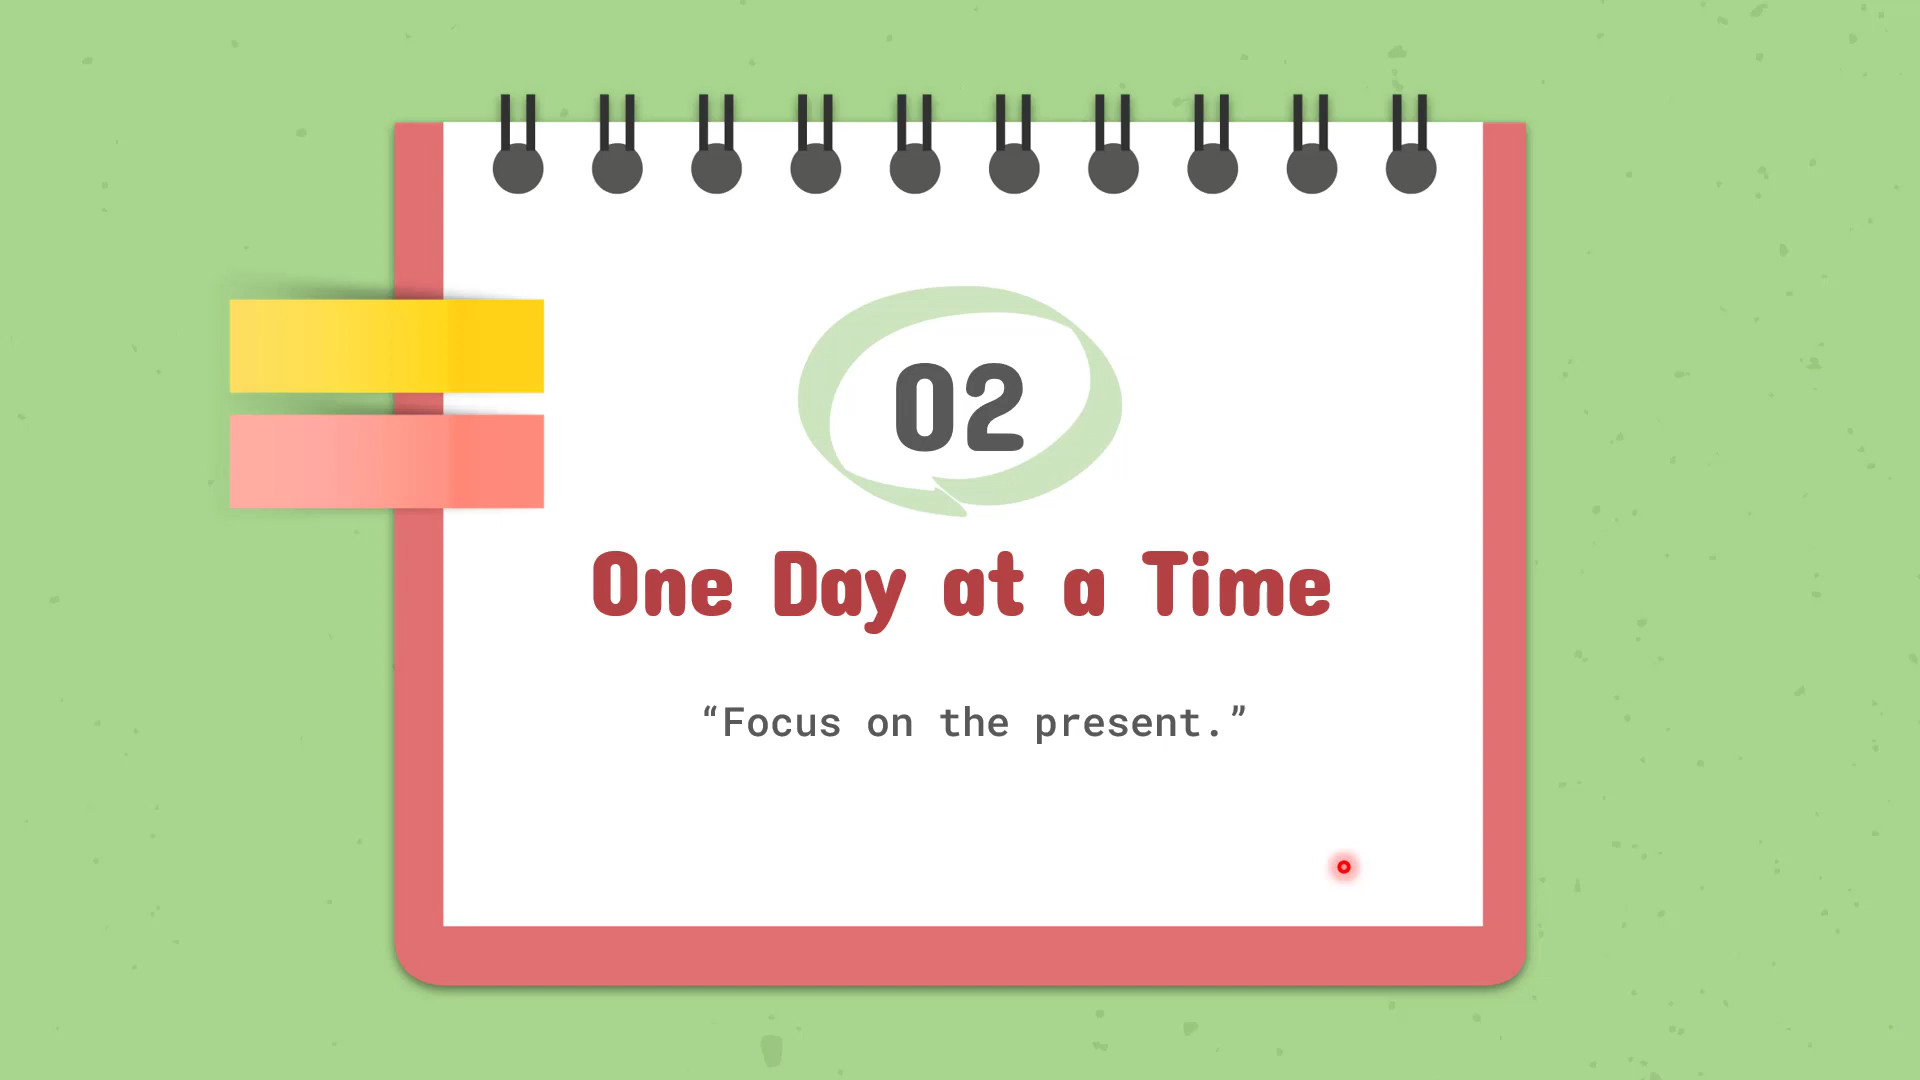 02
One Day at a Time
“Focus on the present.”